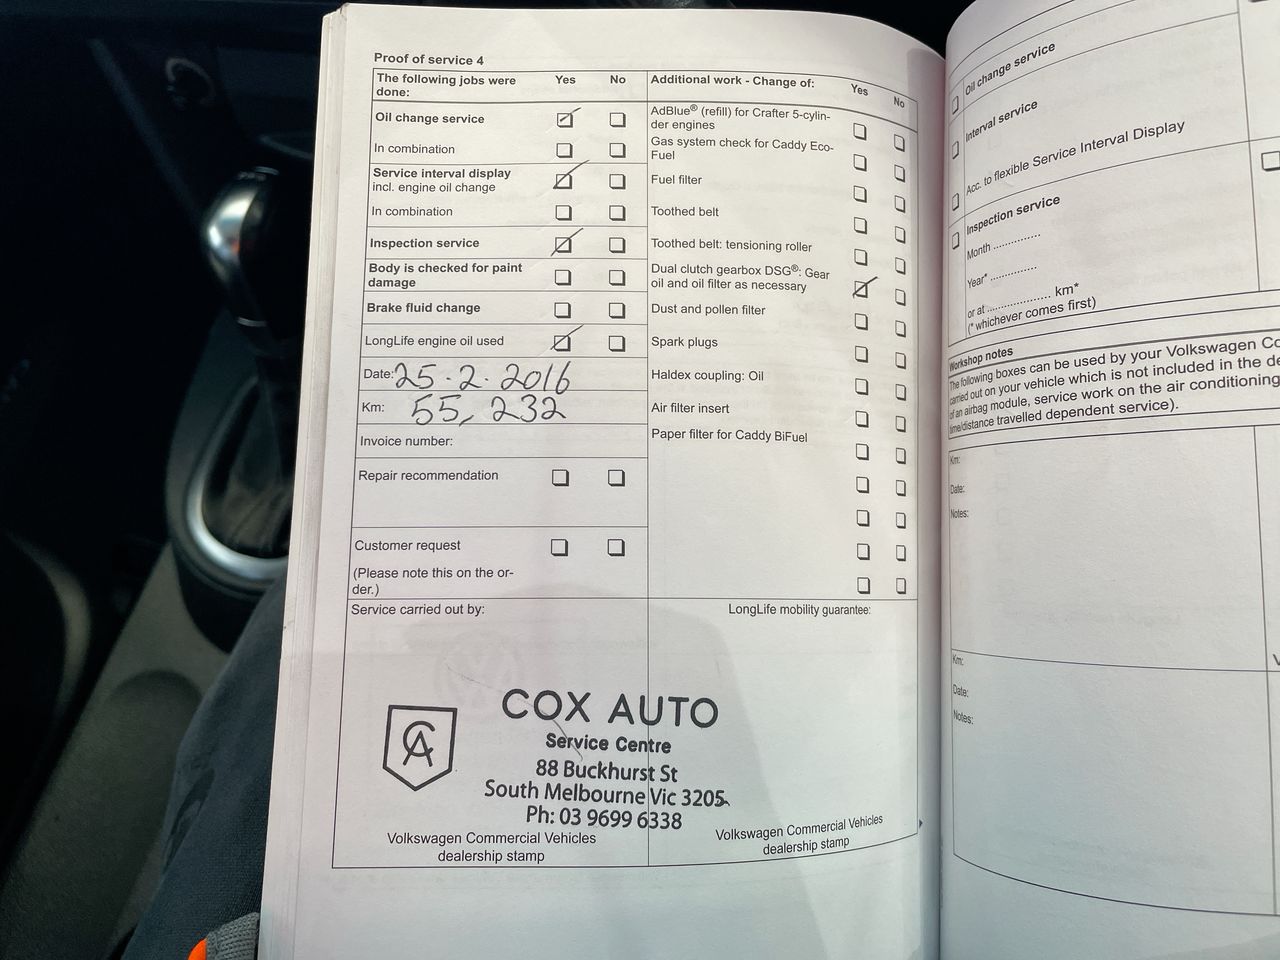 Proof of service 4
The following jobs were
done:
Yes
No
Oil change service
In combination
Service interval display
incl. engine oil change
In combination
Inspection service
Body is checked for paint
damage
Brake fluid change
LongLife engine oil used
Date: 25.2.2016
Km: 55,232
Invoice number:
Repair recommendation
Customer request
(Please note this on the or-
der.)
Service carried out by:
Additional work - Change of:
Yes
No
AdBlue® (refill) for Crafter 5-cylin-
der engines
Gas system check for Caddy Eco-
Fuel
Fuel filter
Toothed belt
Toothed belt: tensioning roller
Dual clutch gearbox DSG®: Gear
oil and oil filter as necessary
Dust and pollen filter
Spark plugs
Haldex coupling: Oil
Air filter insert
Paper filter for Caddy BiFuel
LongLife mobility guarantee:
CA
COX AUTO
Service Centre
88 Buckhurst St
South Melbourne Vic 3205
Ph: 03 9699 6338
Volkswagen Commercial Vehicles
dealership stamp
Volkswagen Commercial Vehicles
dealership stamp
Oil change service
Interval service
Acc. to flexible Service Interval Display
Inspection service
Month ..............
Year* ..............
or at ................... km*
(* whichever comes first)
Workshop notes
The following boxes can be used by your Volkswagen Co
carried out on your vehicle which is not included in the de
of an airbag module, service work on the air conditioning
time/distance travelled dependent service).
Km:
Date:
Notes:
Km:
Date:
Notes: